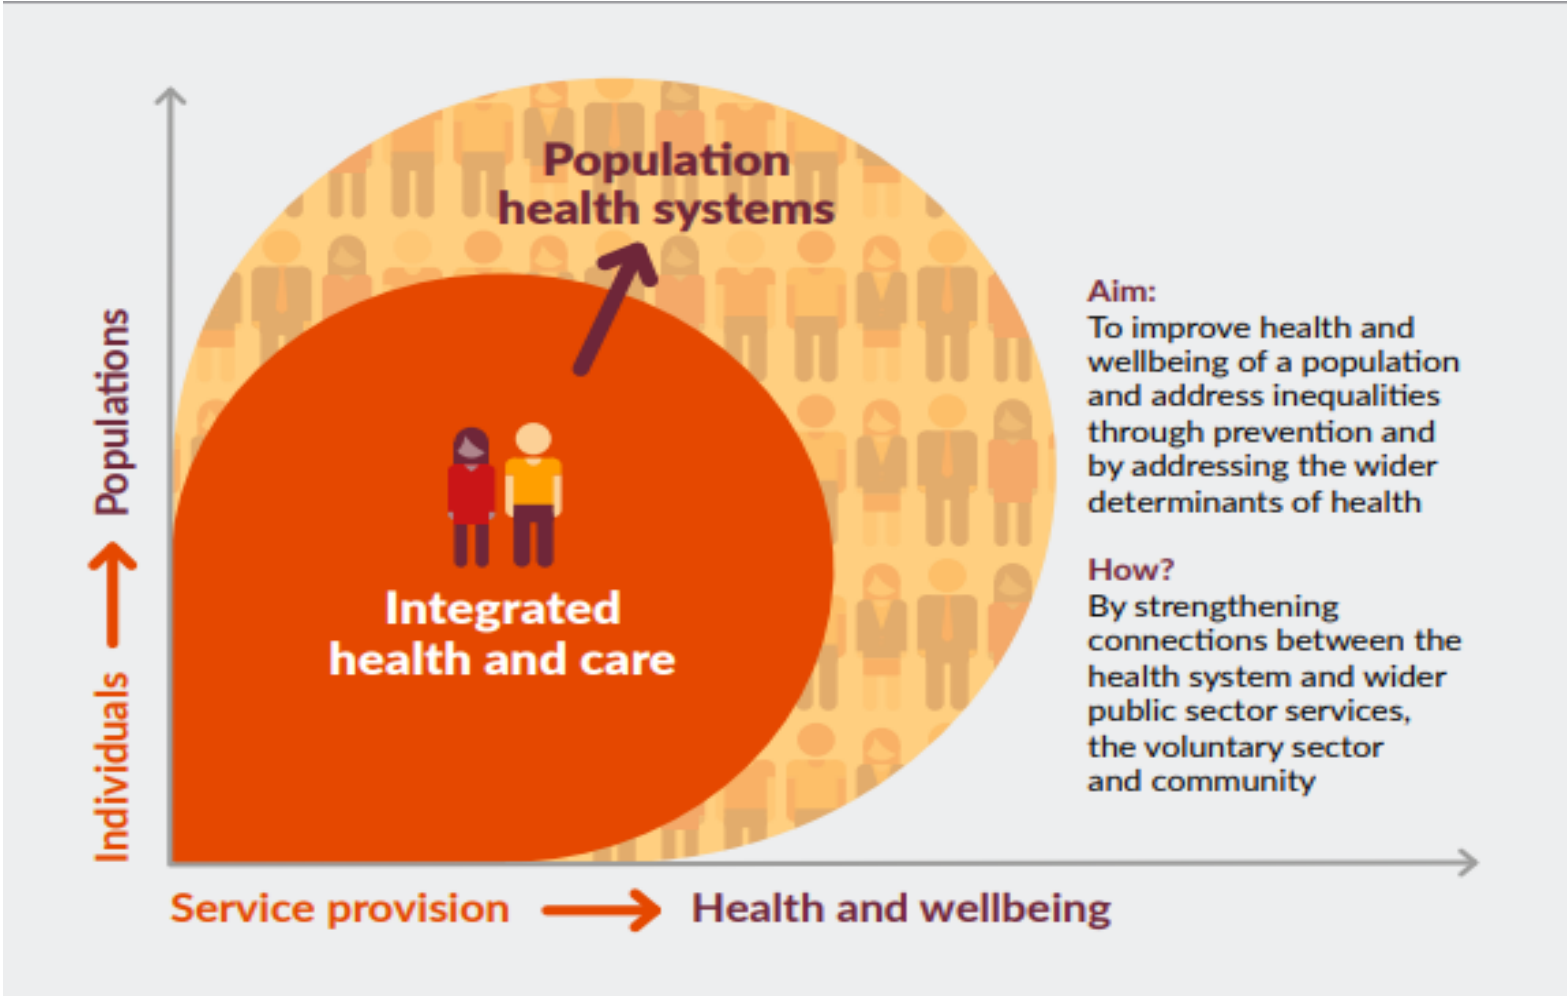 Population
health systems
Integrated
health and care
Individuals → Populations
Service provision → Health and wellbeing
Aim:
To improve health and
wellbeing of a population
and address inequalities
through prevention and
by addressing the wider
determinants of health
How?
By strengthening
connections between the
health system and wider
public sector services,
the voluntary sector
and community